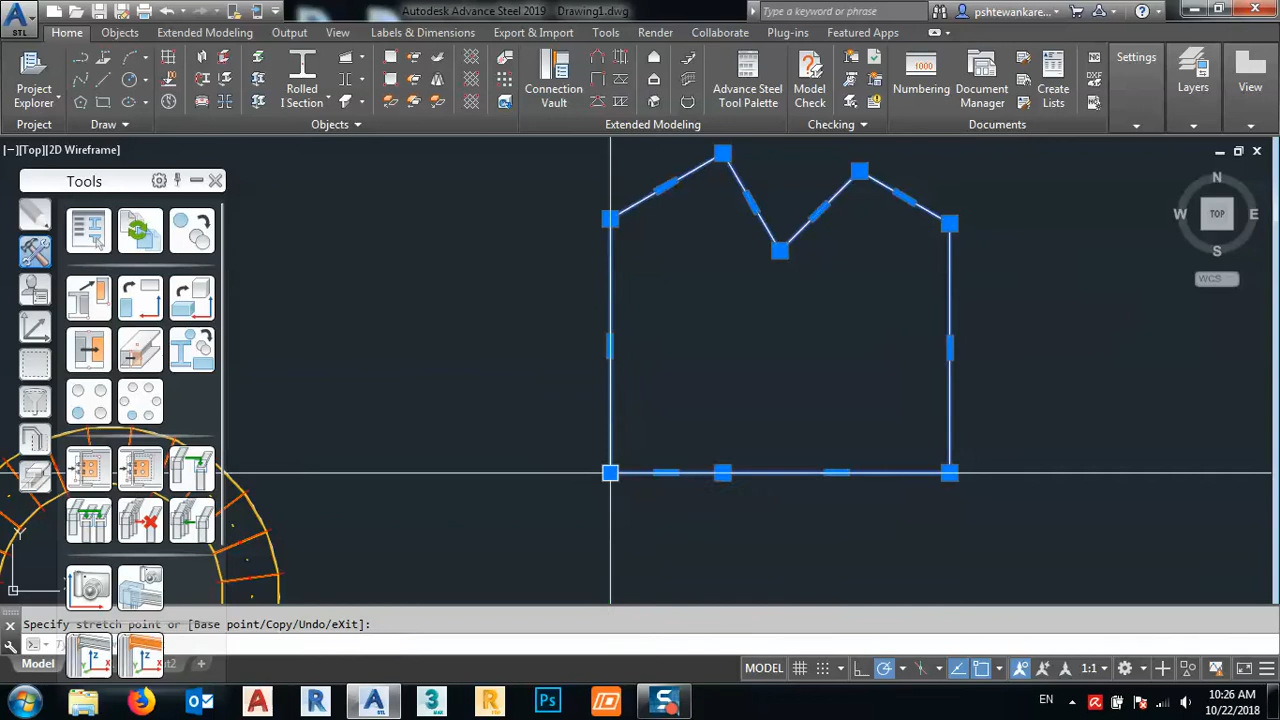 Autodesk Advance Steel 2019   Drawing1.dwg
Type a keyword or phrase
pshtewankare...
STL
Home Objects Extended Modeling Output View Labels & Dimensions Export & Import Tools Render Collaborate Plug-ins Featured Apps
Project Explorer
Rolled I Section
Connection Vault
Advance Steel Tool Palette
Model Check
1000
Numbering
Document Manager
NC
DXF
Create Lists
Settings
Layers
View
Project Draw Objects Extended Modeling Checking Documents
[−][Top][2D Wireframe]
Tools
N
W TOP E
S
WCS
Y
Specify stretch point or [Base point/Copy/Undo/eXit]:
Model
MODEL 1:1
EN 10:26 AM
10/22/2018